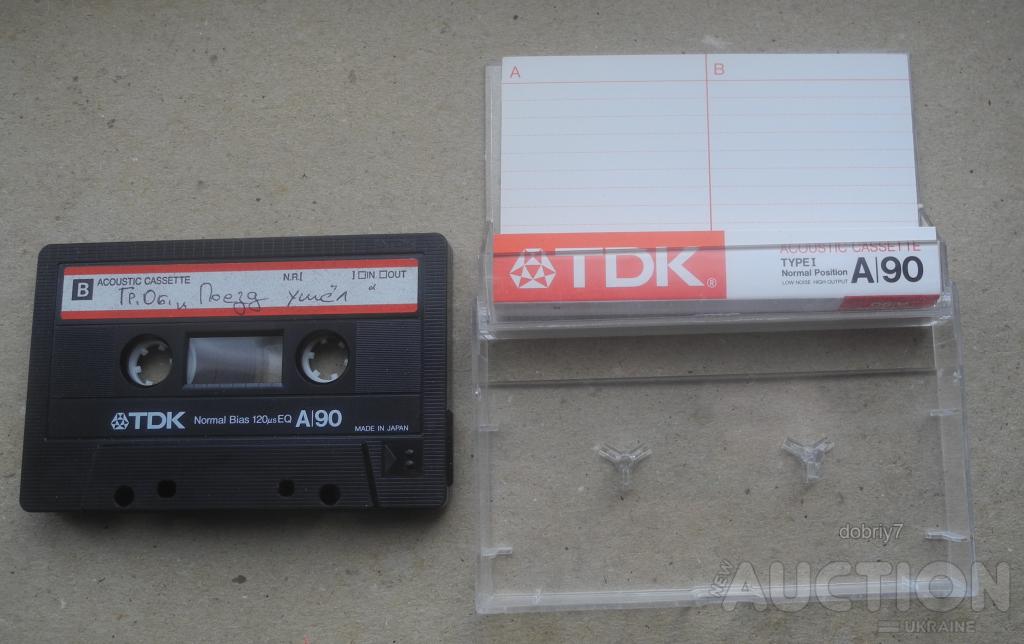 B ACOUSTIC CASSETTE N.R. I ☐IN ☐OUT
Гр. Об. и Поезд ушёл
TDK Normal Bias 120µs EQ A|90
MADE IN JAPAN
A B
TDK®
ACOUSTIC CASSETTE
TYPE I
Normal Position A|90
LOW NOISE HIGH OUTPUT
dobriy7
NEW AUCTION
UKRAINE